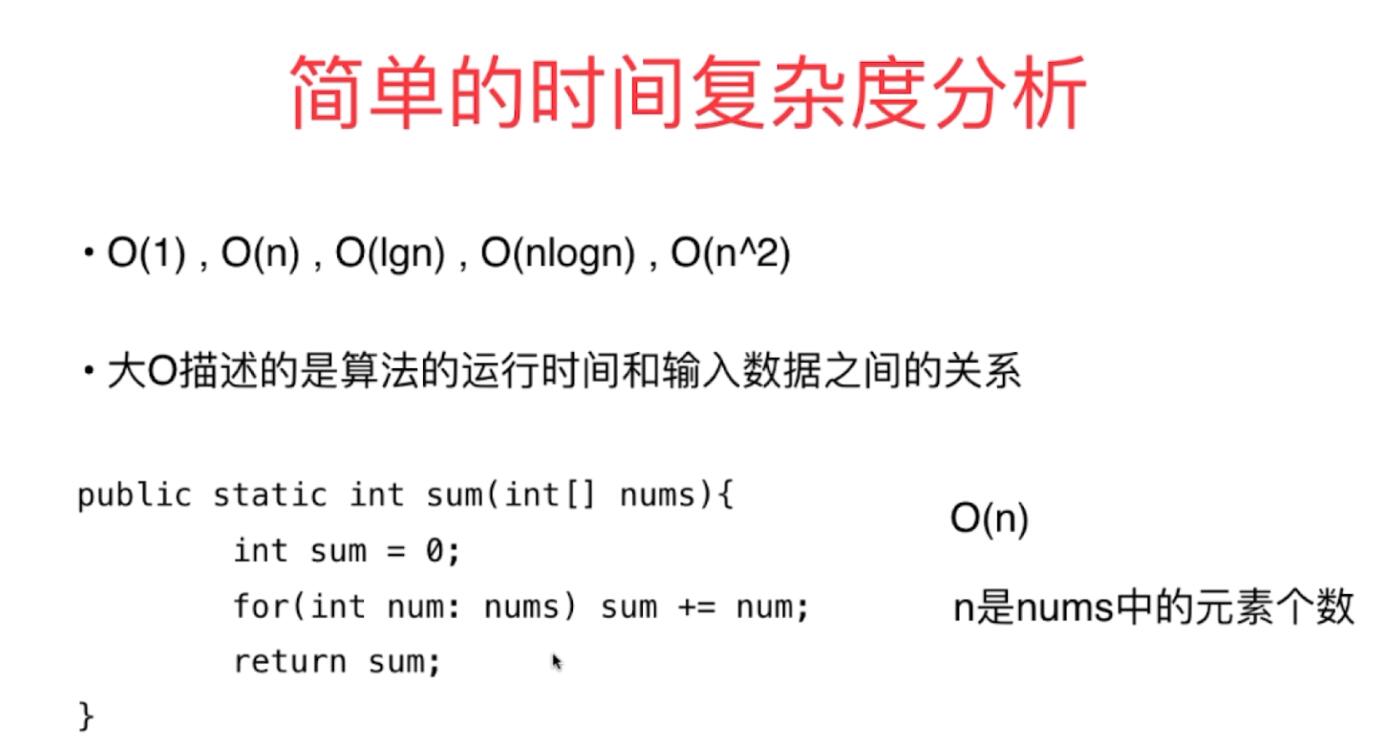 简单的时间复杂度分析
• O(1) , O(n) , O(lgn) , O(nlogn) , O(n^2)
• 大O描述的是算法的运行时间和输入数据之间的关系
public static int sum(int[] nums){
int sum = 0;
for(int num: nums) sum += num;
return sum;
}
O(n)
n是nums中的元素个数